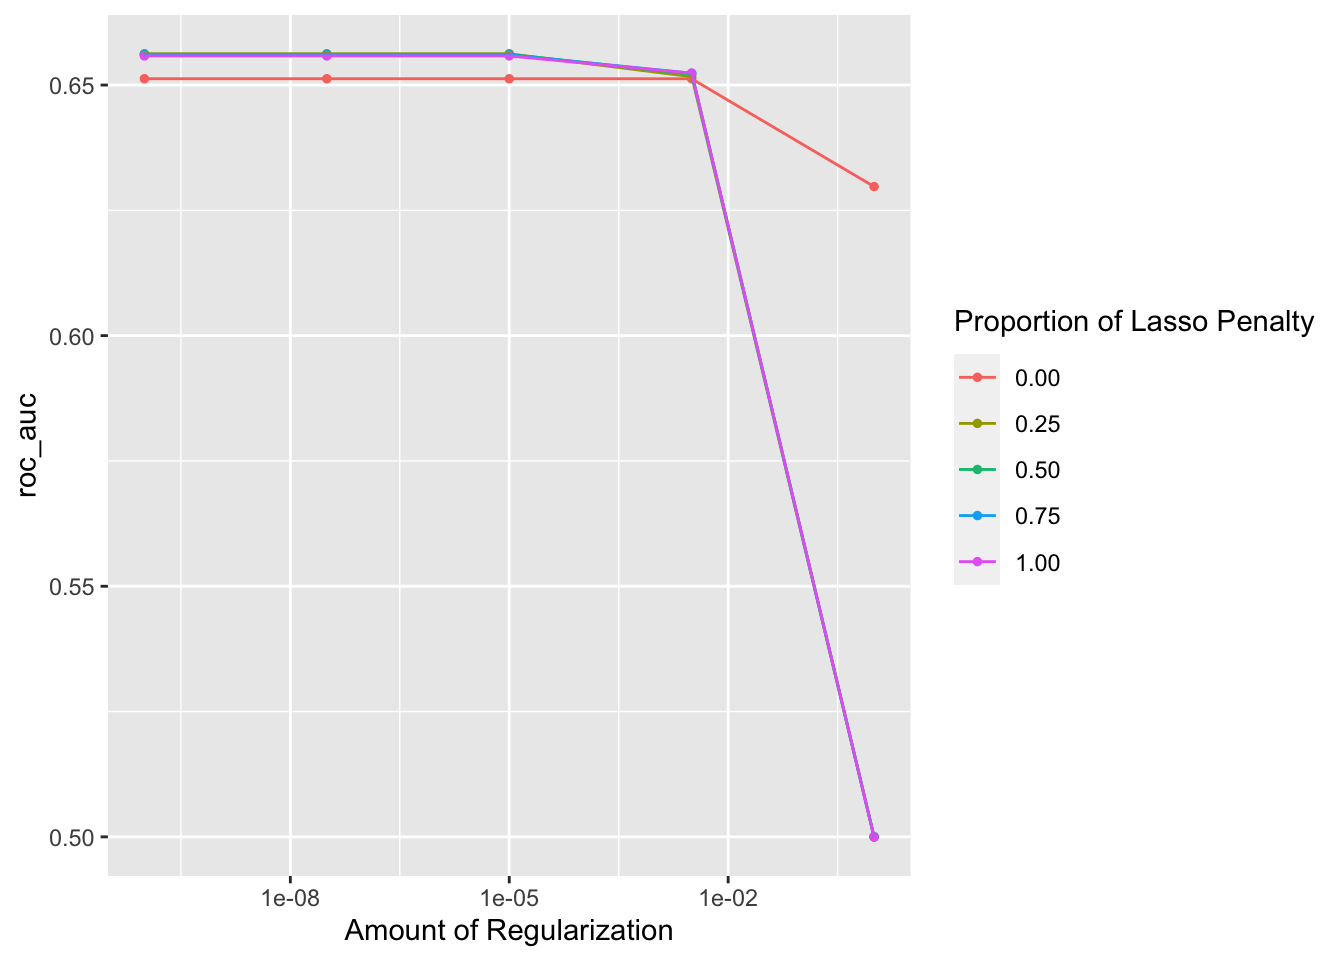 0.65
0.60
0.55
0.50
roc_auc
1e-08
1e-05
1e-02
Amount of Regularization
Proportion of Lasso Penalty
0.00
0.25
0.50
0.75
1.00